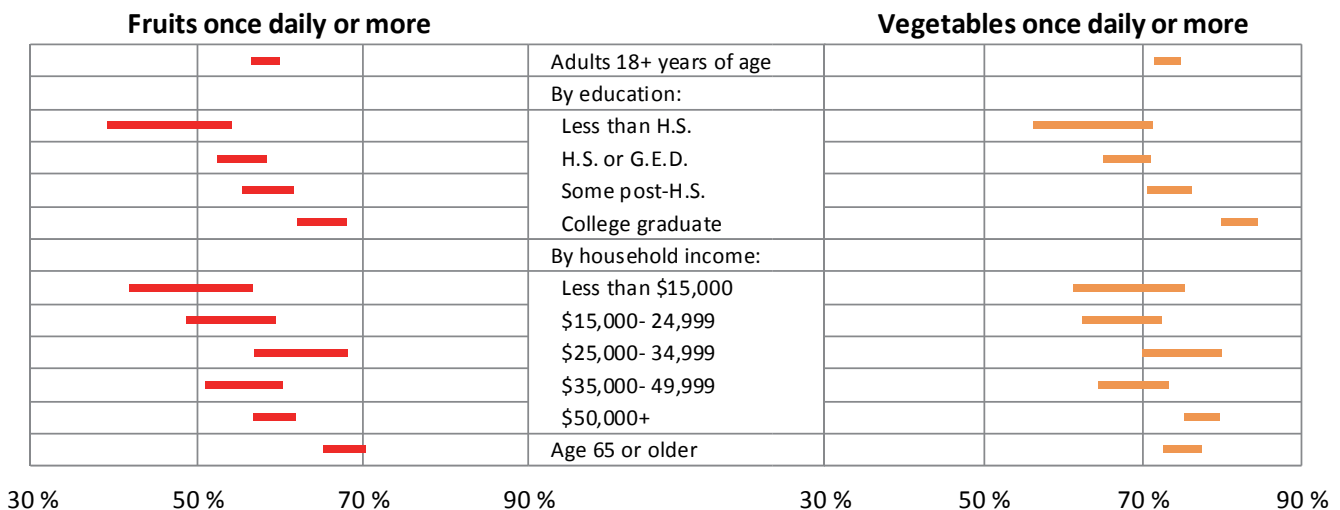 Fruits once daily or more
Vegetables once daily or more
Adults 18+ years of age
By education:
Less than H.S.
H.S. or G.E.D.
Some post-H.S.
College graduate
By household income:
Less than $15,000
$15,000- 24,999
$25,000- 34,999
$35,000- 49,999
$50,000+
Age 65 or older
30 % 50 % 70 % 90 % 30 % 50 % 70 % 90 %